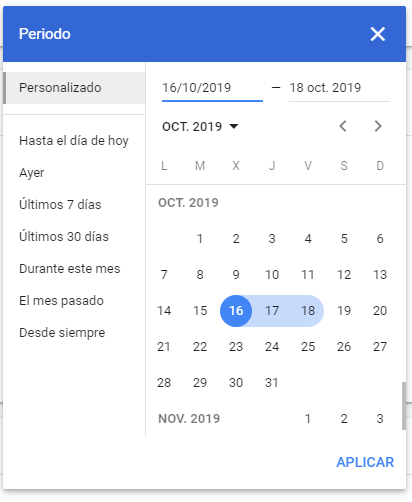 Periodo
Personalizado
Hasta el día de hoy
Ayer
Últimos 7 días
Últimos 30 días
Durante este mes
El mes pasado
Desde siempre
16/10/2019 – 18 oct. 2019
OCT. 2019
L M X J V S D
OCT. 2019
1 2 3 4 5 6
7 8 9 10 11 12 13
14 15 16 17 18 19 20
21 22 23 24 25 26 27
28 29 30 31
NOV. 2019 1 2 3
APLICAR